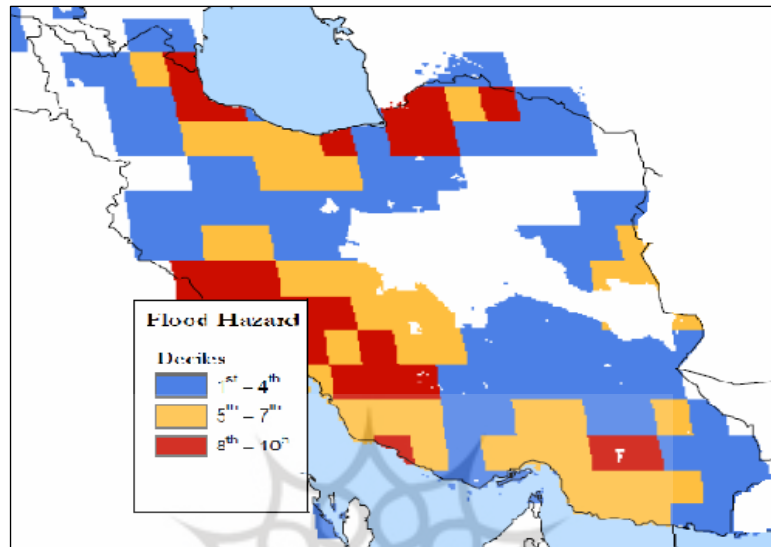 Flood Hazard
Deciles
1st – 4th
5th – 7th
8th – 10th